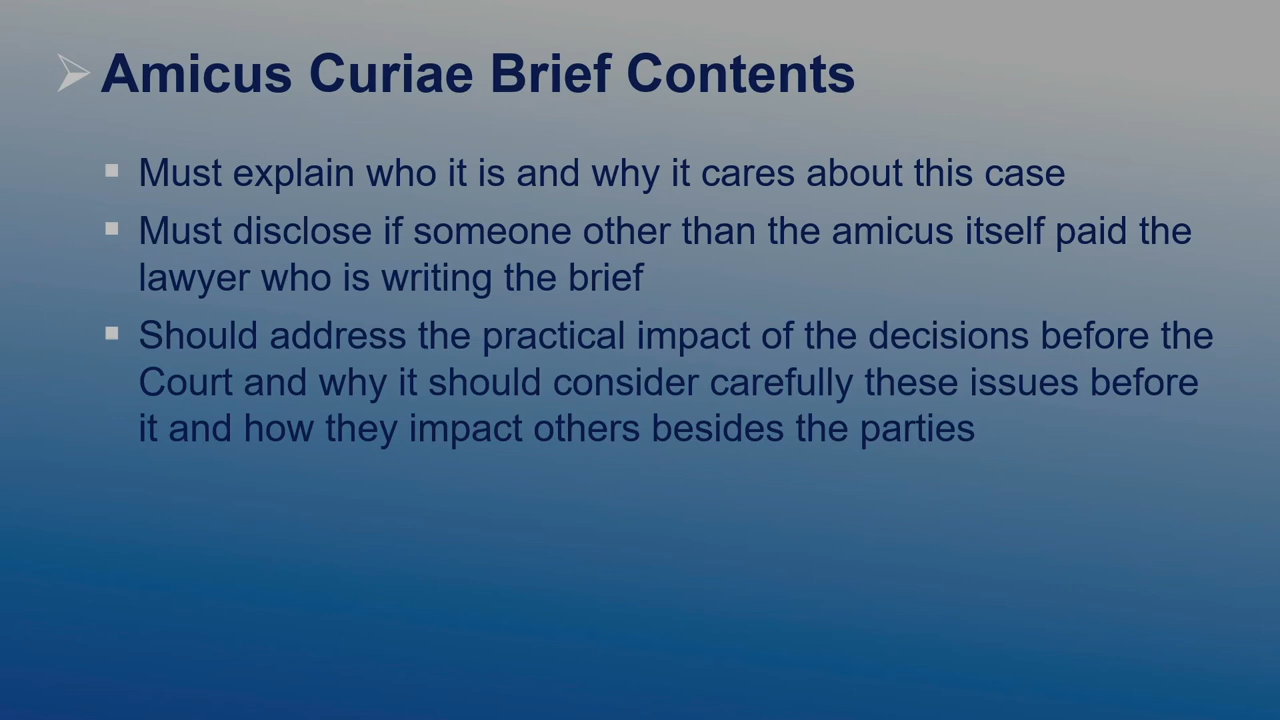 Amicus Curiae Brief Contents
Must explain who it is and why it cares about this case
Must disclose if someone other than the amicus itself paid the
lawyer who is writing the brief
Should address the practical impact of the decisions before the
Court and why it should consider carefully these issues before
it and how they impact others besides the parties